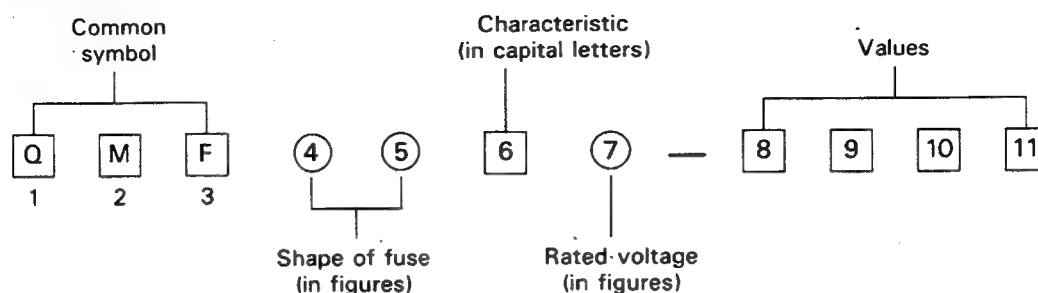 Common
symbol
Characteristic
(in capital letters)
Values
Q M F 4 5 6 7 — 8 9 10 11
1 2 3
Shape of fuse
(in figures)
Rated voltage
(in figures)